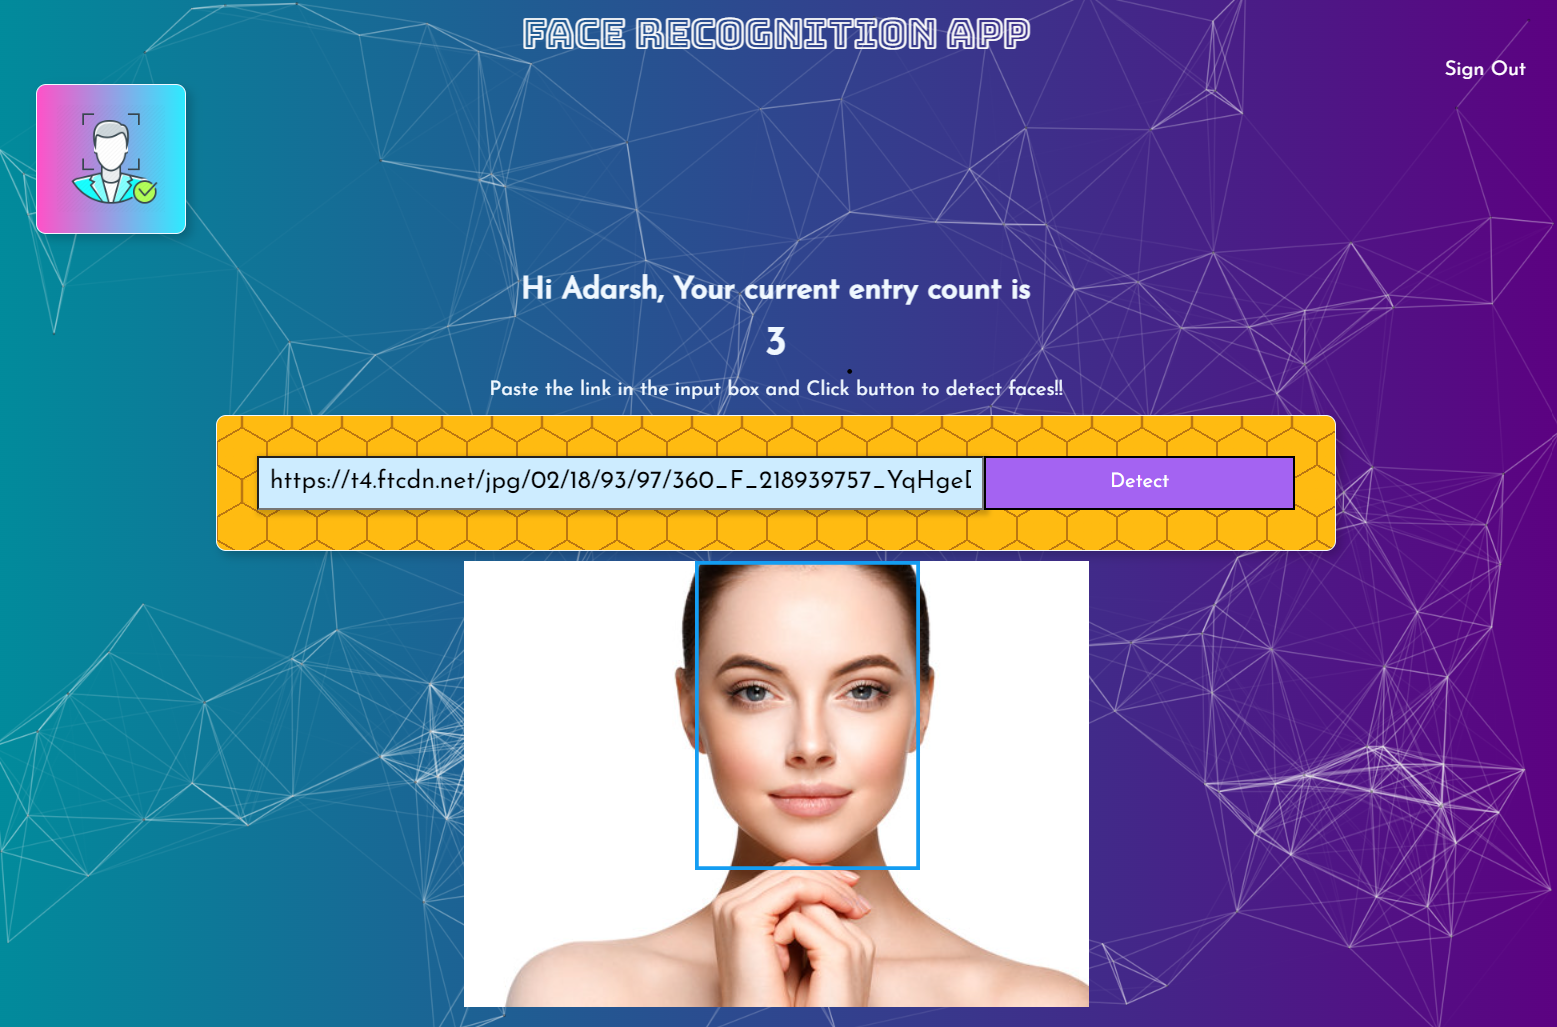 FACE RECOGNITION APP
Sign Out
Hi Adarsh, Your current entry count is
3
Paste the link in the input box and Click button to detect faces!!
https://t4.ftcdn.net/jpg/02/18/93/97/360_F_218939757_YqHge
Detect